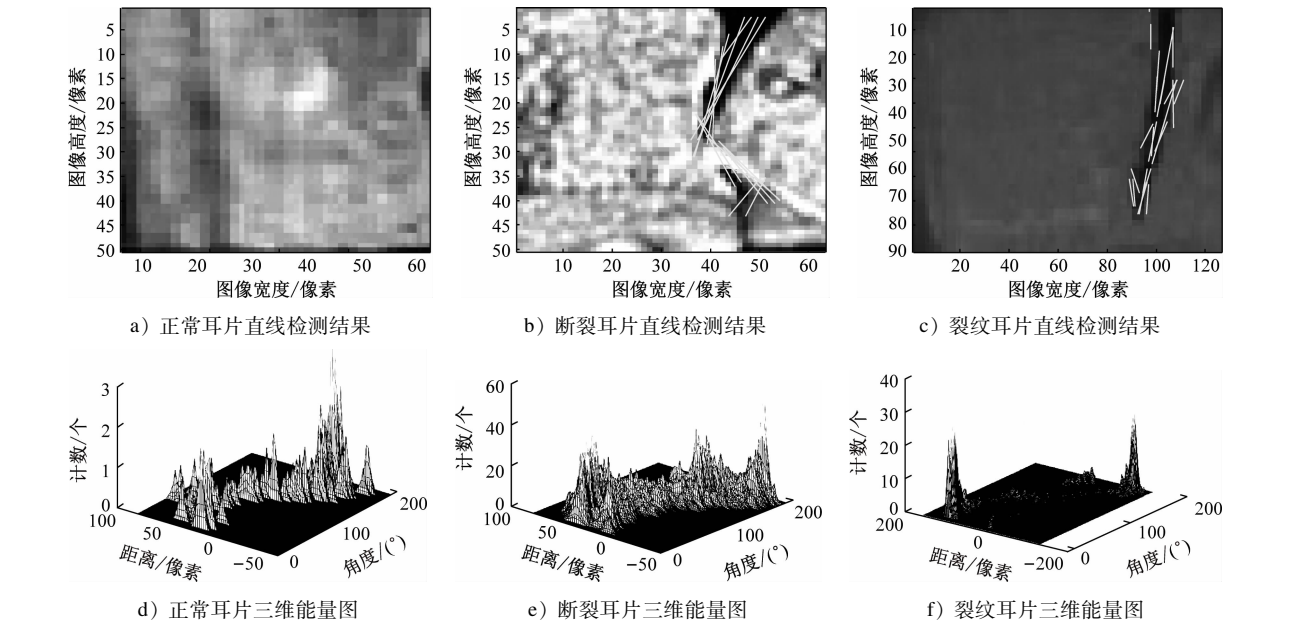 5
10
15
20
25
30
35
40
45
50
图像高度/像素
10 20 30 40 50 60
图像宽度/像素
a）正常耳片直线检测结果
5
10
15
20
25
30
35
40
45
50
图像高度/像素
10 20 30 40 50 60
图像宽度/像素
b）断裂耳片直线检测结果
10
20
30
40
50
60
70
80
90
图像高度/像素
20 40 60 80 100 120
图像宽度/像素
c）裂纹耳片直线检测结果
3
2
1
0
计数/个
100 50 0 −50
距离/像素
0 100 200
角度/(°)
d）正常耳片三维能量图
60
40
20
0
计数/个
100 50 0
距离/像素
0 100 200
角度/(°)
e）断裂耳片三维能量图
40
30
20
10
0
计数/个
200 0 −200
距离/像素
0 100 200
角度/(°)
f）裂纹耳片三维能量图